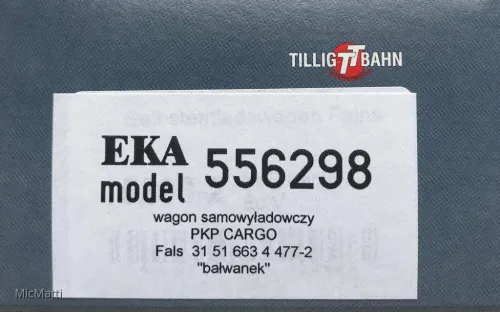 TILLIG TT BAHN
EKA
model 556298
wagon samowyładowczy
PKP CARGO
Fals 31 51 663 4 477-2
"bałwanek"
MicMatti